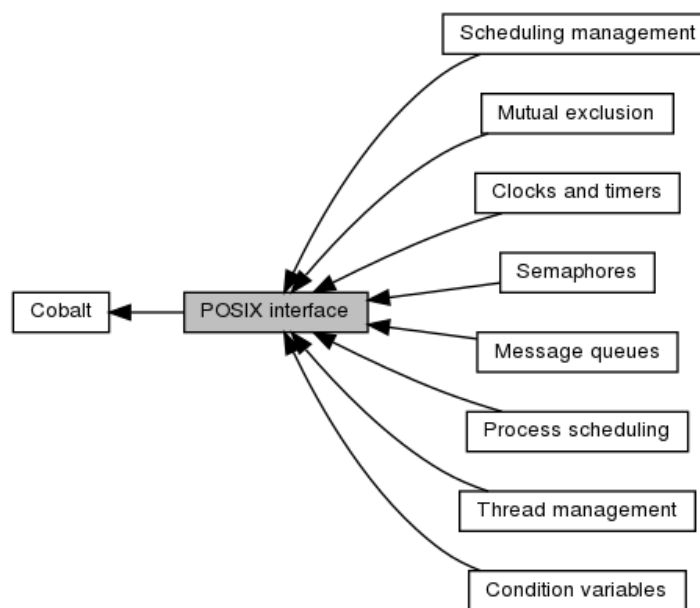 Scheduling management
Mutual exclusion
Clocks and timers
Semaphores
Cobalt
POSIX interface
Message queues
Process scheduling
Thread management
Condition variables